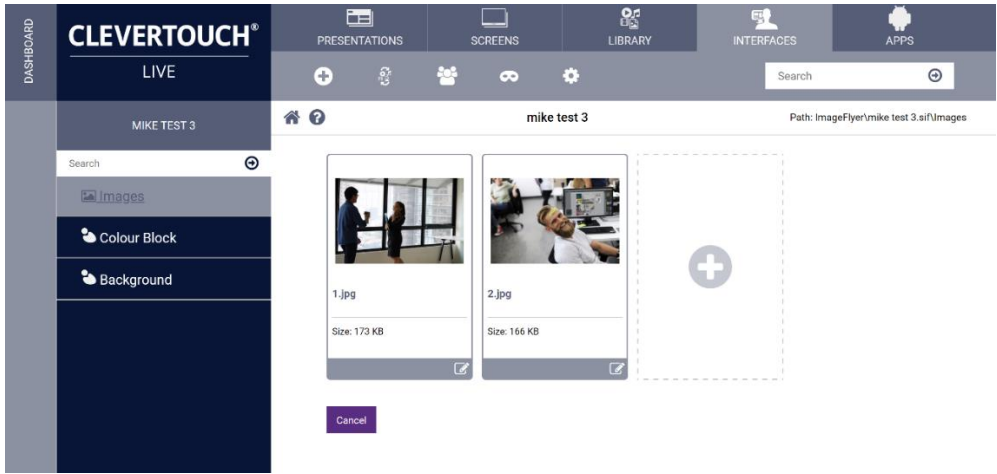 DASHBOARD
CLEVERTOUCH®
LIVE
PRESENTATIONS
SCREENS
LIBRARY
INTERFACES
APPS
Search
MIKE TEST 3
mike test 3
Path: ImageFlyer\mike test 3.sif\Images
Search
Images
Colour Block
Background
1.jpg
Size: 173 KB
2.jpg
Size: 166 KB
Cancel